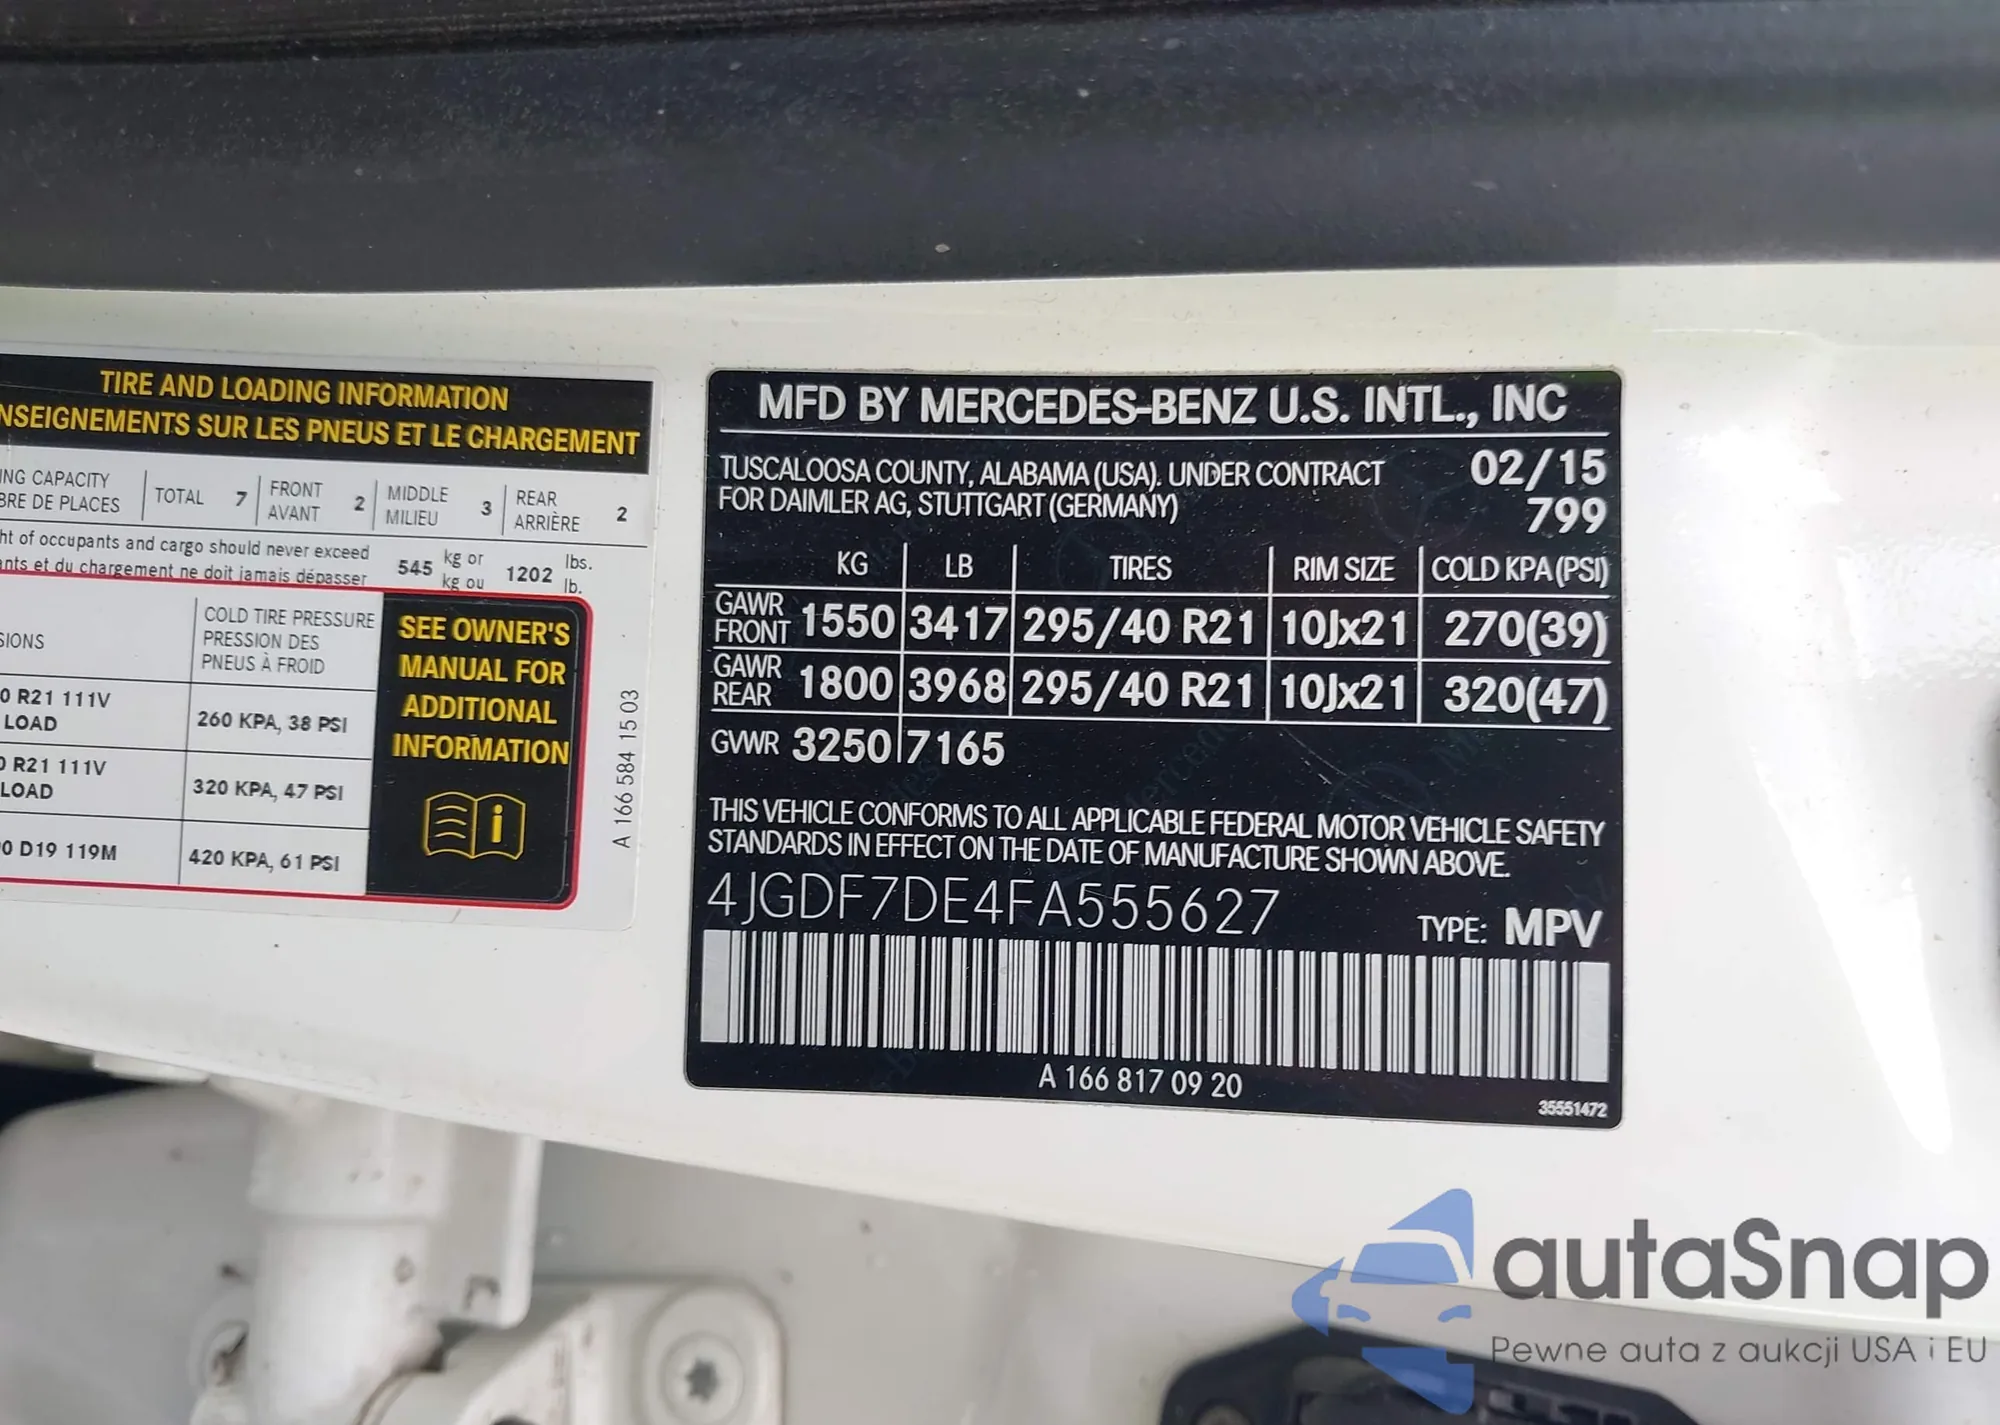 TIRE AND LOADING INFORMATION
NSEIGNEMENTS SUR LES PNEUS ET LE CHARGEMENT
ING CAPACITY
BRE DE PLACES
TOTAL 7
FRONT
AVANT 2
MIDDLE
MILIEU 3
REAR
ARRIÈRE 2
ht of occupants and cargo should never exceed
ants et du chargement ne doit jamais dépasser
545 kg or
kg ou
1202 lbs.
lb.
SIONS
COLD TIRE PRESSURE
PRESSION DES
PNEUS À FROID
0 R21 111V
LOAD
260 KPA, 38 PSI
0 R21 111V
LOAD
320 KPA, 47 PSI
0 D19 119M
420 KPA, 61 PSI
SEE OWNER'S
MANUAL FOR
ADDITIONAL
INFORMATION
A 166 584 15 03
MFD BY MERCEDES-BENZ U.S. INTL., INC
TUSCALOOSA COUNTY, ALABAMA (USA). UNDER CONTRACT
FOR DAIMLER AG, STUTTGART (GERMANY)
02/15
799
KG LB TIRES RIM SIZE COLD KPA (PSI)
GAWR
FRONT 1550 3417 295/40 R21 10Jx21 270(39)
GAWR
REAR 1800 3968 295/40 R21 10Jx21 320(47)
GVWR 3250 7165
THIS VEHICLE CONFORMS TO ALL APPLICABLE FEDERAL MOTOR VEHICLE SAFETY
STANDARDS IN EFFECT ON THE DATE OF MANUFACTURE SHOWN ABOVE.
4JGDF7DE4FA555627
TYPE: MPV
A 166 817 09 20
35551472
autaSnap
Pewne auta z aukcji USA i EU